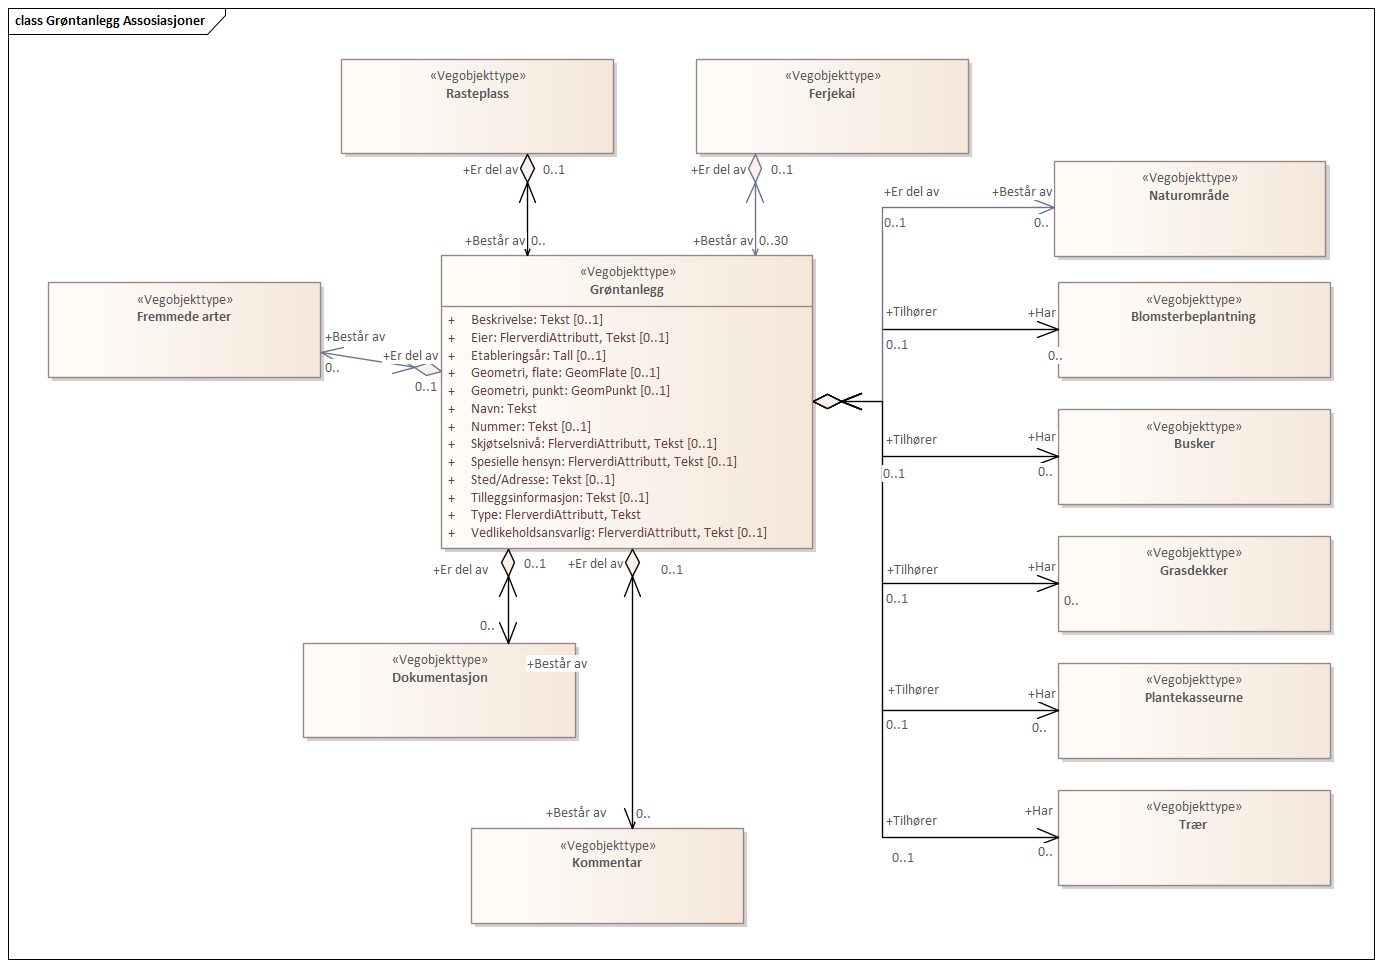 class Grøntanlegg Assosiasjoner
«Vegobjekttype»
Rasteplass
«Vegobjekttype»
Ferjekai
+Er del av
0..1
+Er del av
0..1
+Består av
0..
+Består av
0..30
«Vegobjekttype»
Naturområde
+Er del av
+Består av
0..1
0..
«Vegobjekttype»
Grøntanlegg
+ Beskrivelse: Tekst [0..1]
+ Eier: FlerverdiAttributt, Tekst [0..1]
+ Etableringsår: Tall [0..1]
+ Geometri, flate: GeomFlate [0..1]
+ Geometri, punkt: GeomPunkt [0..1]
+ Navn: Tekst
+ Nummer: Tekst [0..1]
+ Skjøtselsnivå: FlerverdiAttributt, Tekst [0..1]
+ Spesielle hensyn: FlerverdiAttributt, Tekst [0..1]
+ Sted/Adresse: Tekst [0..1]
+ Tilleggsinformasjon: Tekst [0..1]
+ Type: FlerverdiAttributt, Tekst
+ Vedlikeholdsansvarlig: FlerverdiAttributt, Tekst [0..1]
«Vegobjekttype»
Fremmede arter
+Består av
0..
+Er del av
0..1
+Tilhører
+Har
0..1
0..
«Vegobjekttype»
Blomsterbeplantning
+Tilhører
+Har
0..1
0..
«Vegobjekttype»
Busker
+Tilhører
+Har
0..1
0..
«Vegobjekttype»
Grasdekker
+Tilhører
+Har
0..1
0..
«Vegobjekttype»
Plantekasseurne
+Tilhører
+Har
0..1
0..
«Vegobjekttype»
Trær
+Er del av
0..1
+Er del av
0..1
0..
+Består av
«Vegobjekttype»
Dokumentasjon
+Består av
0..
«Vegobjekttype»
Kommentar